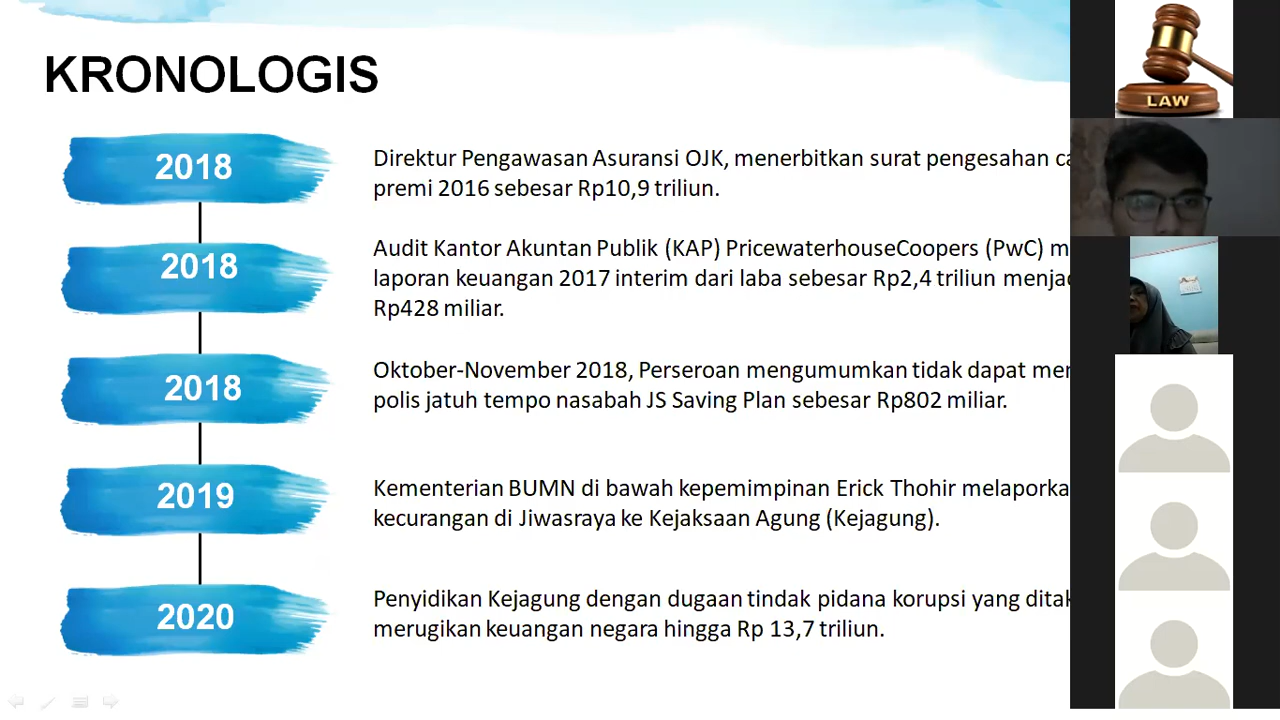 KRONOLOGIS
2018
Direktur Pengawasan Asuransi OJK, menerbitkan surat pengesahan
premi 2016 sebesar Rp10,9 triliun.
2018
Audit Kantor Akuntan Publik (KAP) PricewaterhouseCoopers (PwC)
laporan keuangan 2017 interim dari laba sebesar Rp2,4 triliun
Rp428 miliar.
2018
Oktober-November 2018, Perseroan mengumumkan tidak dapat
polis jatuh tempo nasabah JS Saving Plan sebesar Rp802 miliar.
2019
Kementerian BUMN di bawah kepemimpinan Erick Thohir
kecurangan di Jiwasraya ke Kejaksaan Agung (Kejagung).
2020
Penyidikan Kejagung dengan dugaan tindak pidana korupsi yang
merugikan keuangan negara hingga Rp 13,7 triliun.
LAW